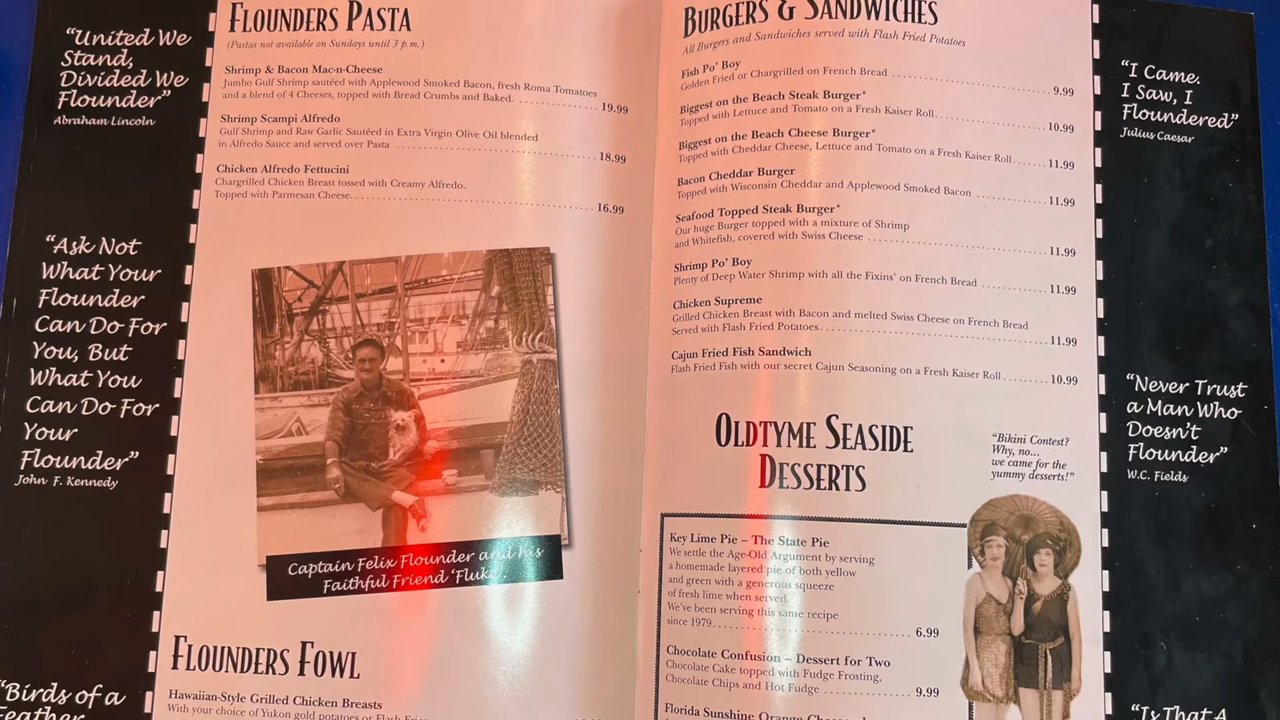 "United We
Stand,
Divided We
Flounder"
Abraham Lincoln
"Ask Not
What Your
Flounder
Can Do For
You, But
What You
Can Do For
Your
Flounder"
John F. Kennedy
"Birds of a
Feather
FLOUNDERS PASTA
(Pastas not available on Sundays until 3 p.m.)
Shrimp & Bacon Mac-n-Cheese
Jumbo Gulf Shrimp sautéed with Applewood Smoked Bacon, fresh Roma Tomatoes
and a blend of 4 Cheeses, topped with Bread Crumbs and Baked. 19.99
Shrimp Scampi Alfredo
Gulf Shrimp and Raw Garlic Sautéed in Extra Virgin Olive Oil blended
in Alfredo Sauce and served over Pasta 18.99
Chicken Alfredo Fettucini
Chargrilled Chicken Breast tossed with Creamy Alfredo.
Topped with Parmesan Cheese. 16.99
Captain Felix Flounder and his
Faithful Friend
FLOUNDERS FOWL
Hawaiian-Style Grilled Chicken Breasts
With your choice of Yukon gold potatoes or Flash
BURGERS & SANDWICHES
All Burgers and Sandwiches served with Flash Fried Potatoes
Fish Po' Boy
Golden Fried or Chargrilled on French Bread 9.99
Biggest on the Beach Steak Burger*
Topped with Lettuce and Tomato on a Fresh Kaiser Roll 10.99
Biggest on the Beach Cheese Burger*
Topped with Cheddar Cheese, Lettuce and Tomato on a Fresh Kaiser Roll 11.99
Bacon Cheddar Burger
Topped with Wisconsin Cheddar and Applewood Smoked Bacon 11.99
Seafood Topped Steak Burger*
Our huge Burger topped with a mixture of Shrimp
and Whitefish, covered with Swiss Cheese 11.99
Shrimp Po' Boy
Plenty of Deep Water Shrimp with all the Fixins' on French Bread 11.99
Chicken Supreme
Grilled Chicken Breast with Bacon and melted Swiss Cheese on French Bread
Served with Flash Fried Potatoes 11.99
Cajun Fried Fish Sandwich
Flash Fried Fish with our secret Cajun Seasoning on a Fresh Kaiser Roll 10.99
OLDTYME SEASIDE
DESSERTS
"Bikini Contest?
Why, no...
we came for the
yummy desserts!"
Key Lime Pie – The State Pie
We settle the Age-Old Argument by serving
a homemade layered pie of both yellow
and green with a generous squeeze
of fresh lime when served.
We've been serving this same recipe
since 1979 6.99
Chocolate Confusion – Dessert for Two
Chocolate Cake topped with Fudge Frosting,
Chocolate Chips and Hot Fudge 9.99
Florida Sunshine Orange
"I Came.
I Saw, I
Floundered"
Julius Caesar
"Never Trust
a Man Who
Doesn't
Flounder"
W.C. Fields
"Is That A